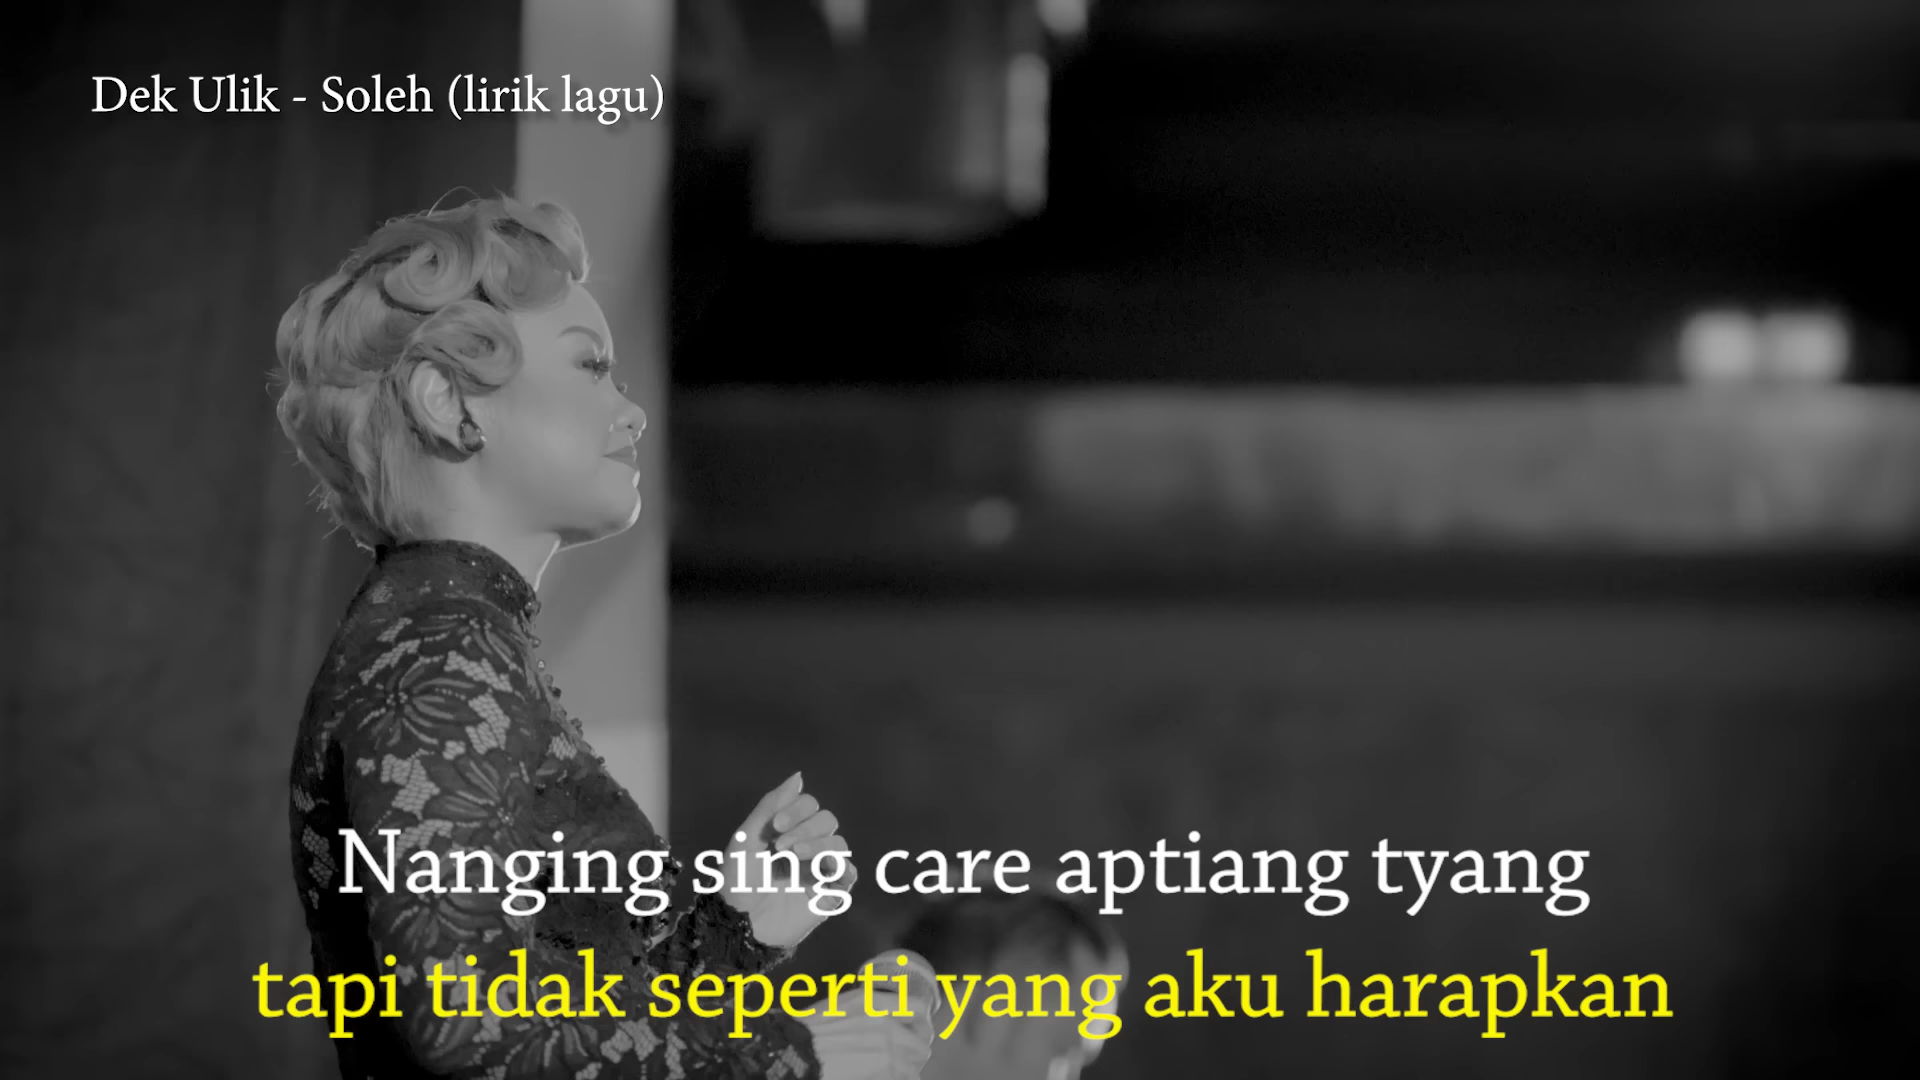 Dek Ulik - Soleh (lirik lagu)
Nanging sing care aptiang tyang
tapi tidak seperti yang aku harapkan